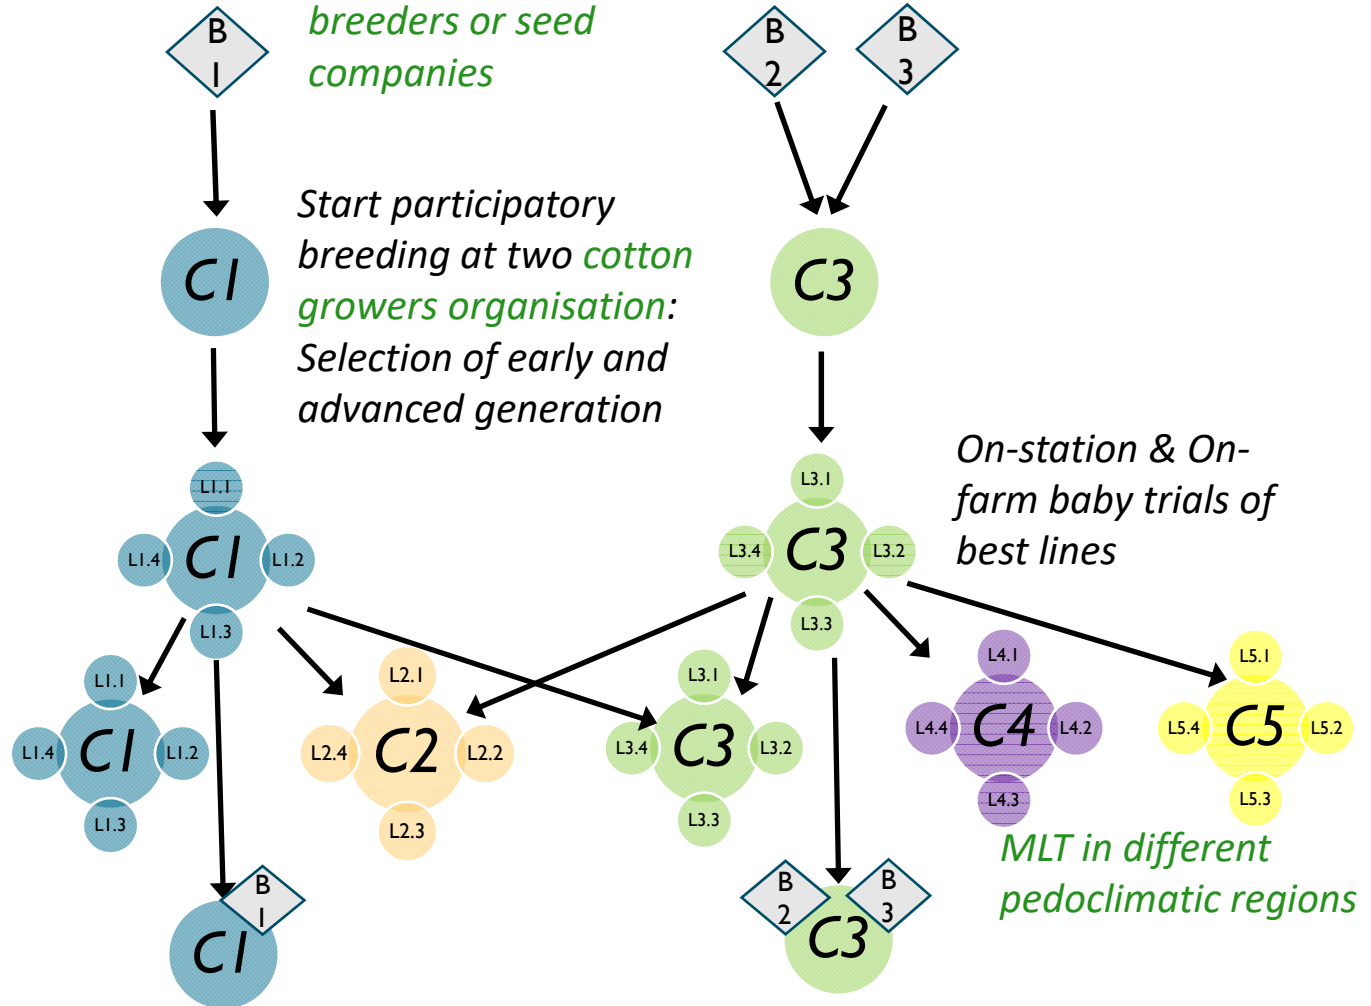 breeders or seed
companies
B
1
B
2
B
3
Start participatory
breeding at two cotton
growers organisation:
Selection of early and
advanced generation
C1
C3
On-station & On-
farm baby trials of
best lines
L1.1
L1.4
C1
L1.2
L1.3
L3.1
L3.4
C3
L3.2
L3.3
L1.1
L1.4
C1
L1.2
L1.3
L2.1
L2.4
C2
L2.2
L2.3
L3.1
L3.4
C3
L3.2
L3.3
L4.1
L4.4
C4
L4.2
L4.3
L5.1
L5.4
C5
L5.2
L5.3
MLT in different
pedoclimatic regions
B
1
C1
B
2
B
3
C3